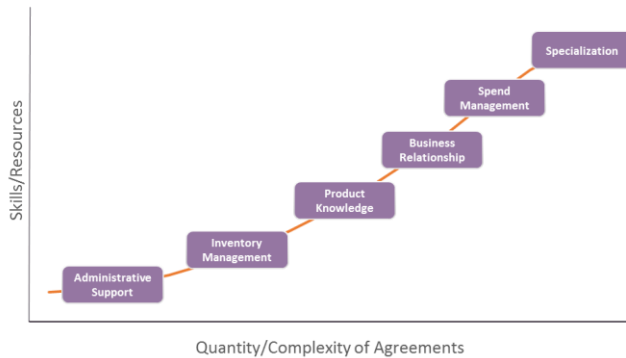 Specialization
Spend
Management
Business
Relationship
Product
Knowledge
Inventory
Management
Administrative
Support
Skills/Resources
Quantity/Complexity of Agreements